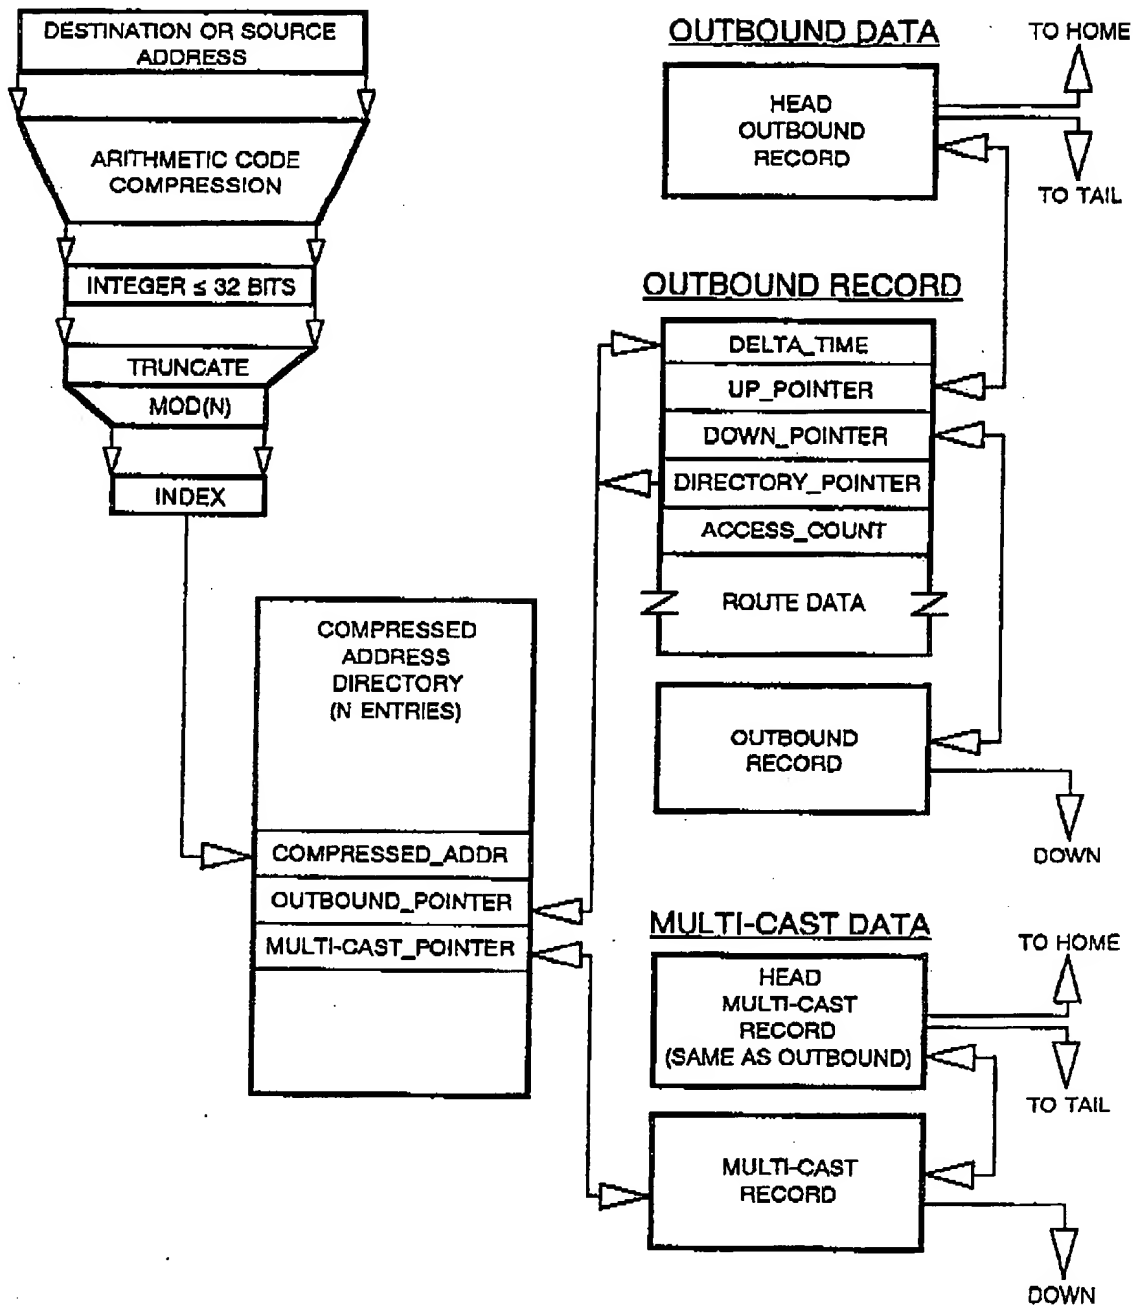 DESTINATION OR SOURCE
ADDRESS
ARITHMETIC CODE
COMPRESSION
INTEGER ≤ 32 BITS
TRUNCATE
MOD(N)
INDEX
COMPRESSED
ADDRESS
DIRECTORY
(N ENTRIES)
COMPRESSED_ADDR
OUTBOUND_POINTER
MULTI-CAST_POINTER
OUTBOUND DATA
TO HOME
HEAD
OUTBOUND
RECORD
TO TAIL
OUTBOUND RECORD
DELTA_TIME
UP_POINTER
DOWN_POINTER
DIRECTORY_POINTER
ACCESS_COUNT
ROUTE DATA
OUTBOUND
RECORD
DOWN
MULTI-CAST DATA
TO HOME
HEAD
MULTI-CAST
RECORD
(SAME AS OUTBOUND)
TO TAIL
MULTI-CAST
RECORD
DOWN